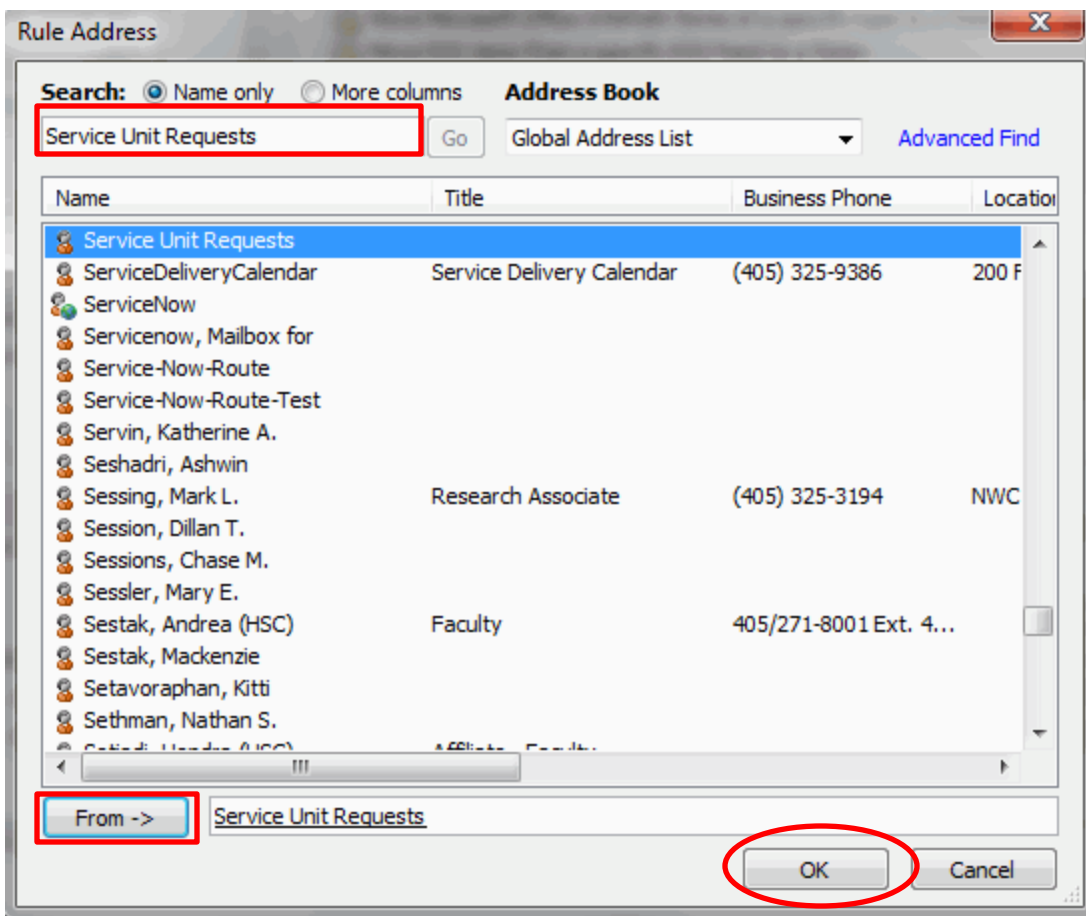 Rule Address
Search: Name only More columns Address Book
Service Unit Requests Go Global Address List Advanced Find
Name Title Business Phone Location
Service Unit Requests
ServiceDeliveryCalendar Service Delivery Calendar (405) 325-9386 200 F
ServiceNow
Servicenow, Mailbox for
Service-Now-Route
Service-Now-Route-Test
Servin, Katherine A.
Seshadri, Ashwin
Sessing, Mark L. Research Associate (405) 325-3194 NWC
Session, Dillan T.
Sessions, Chase M.
Sessler, Mary E.
Sestak, Andrea (HSC) Faculty 405/271-8001 Ext. 4...
Sestak, Mackenzie
Setavoraphan, Kitti
Sethman, Nathan S.
From -> Service Unit Requests
OK Cancel